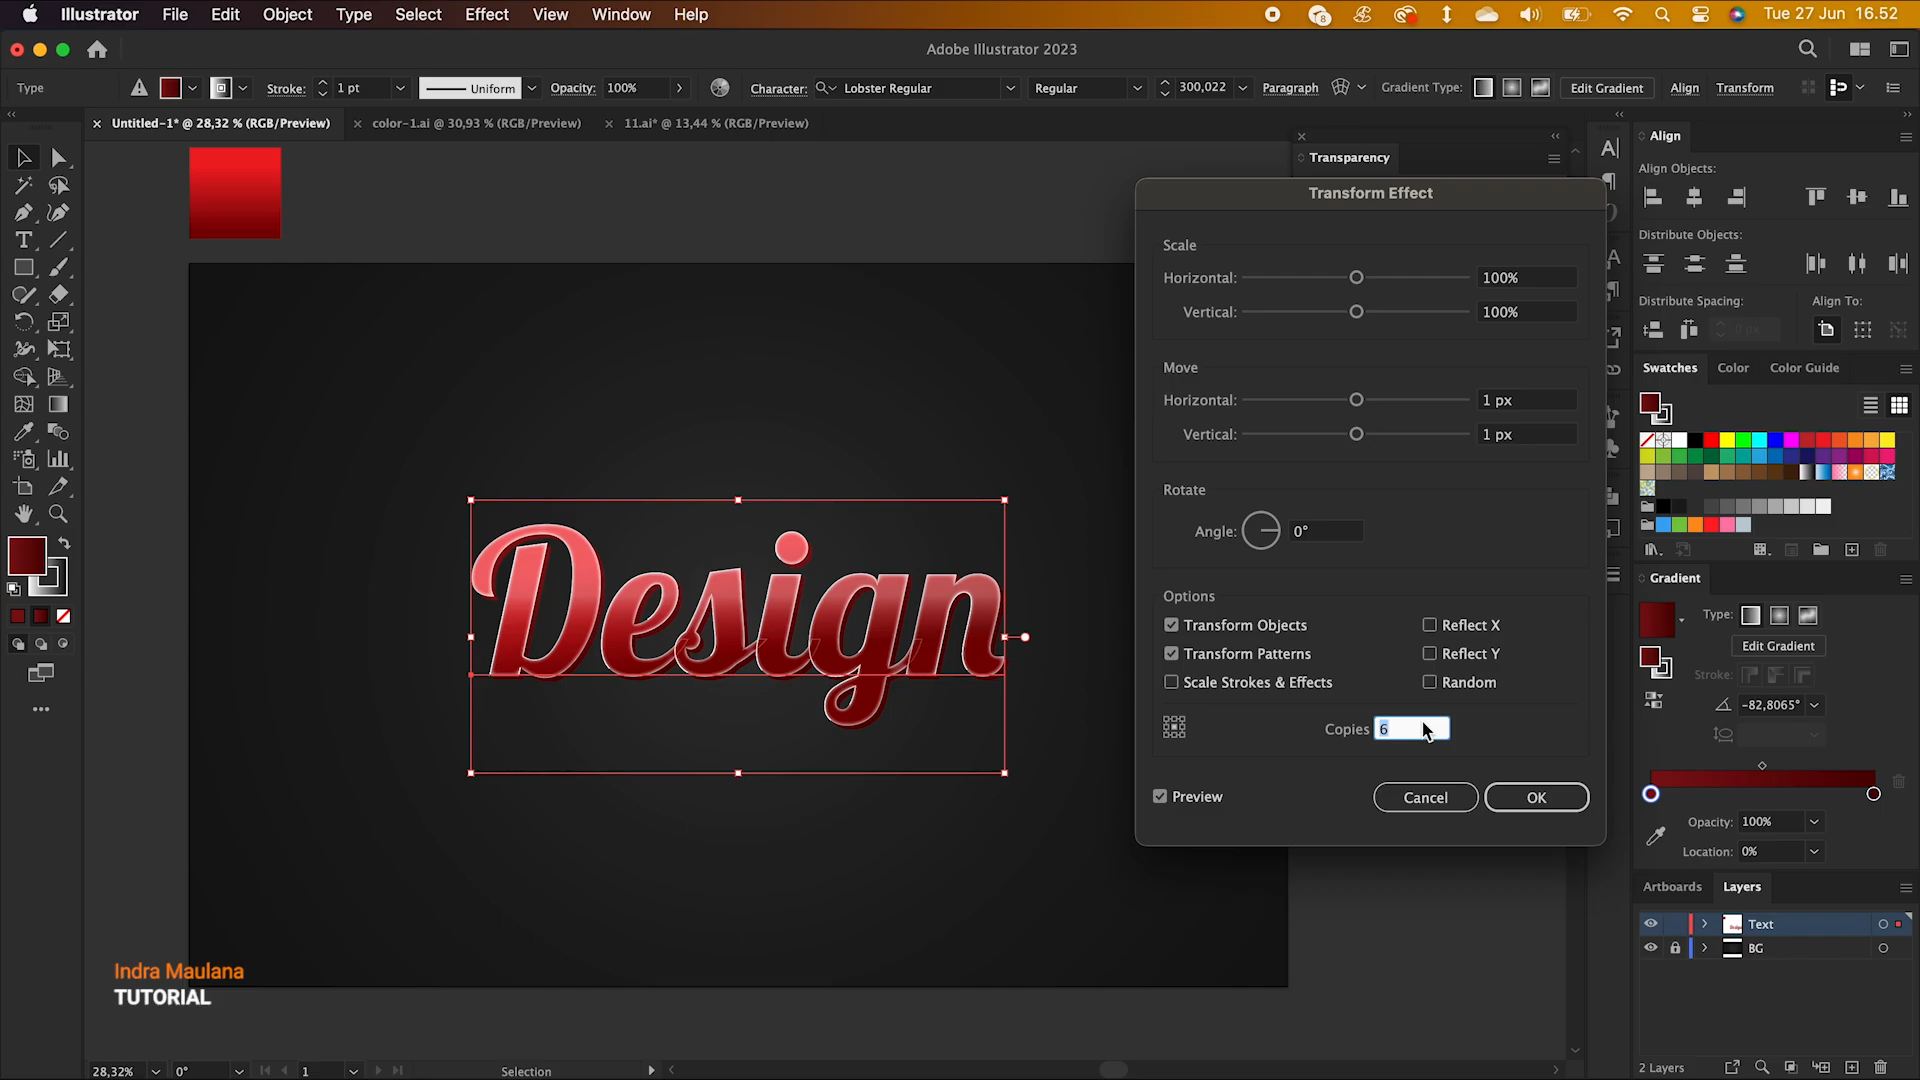 Illustrator File Edit Object Type Select Effect View Window Help
8
Tue 27 Jun 16.52
Adobe Illustrator 2023
Type
Stroke: 1 pt
Uniform
Opacity: 100%
Character: Lobster Regular
Regular
300,022
Paragraph
Gradient Type:
Edit Gradient
Align
Transform
Untitled-1* @ 28,32 % (RGB/Preview)
color-1.ai @ 30,93 % (RGB/Preview)
11.ai* @ 13,44 % (RGB/Preview)
Transparency
Transform Effect
Scale
Horizontal: 100%
Vertical: 100%
Move
Horizontal: 1 px
Vertical: 1 px
Rotate
Angle: 0°
Options
Transform Objects
Reflect X
Transform Patterns
Reflect Y
Scale Strokes & Effects
Random
Copies 6
Preview
Cancel
OK
Design
Align
Align Objects:
Distribute Objects:
Distribute Spacing:
Align To:
0 px
Swatches Color Color Guide
Gradient
Type:
Edit Gradient
Stroke:
-82,8065°
Opacity: 100%
Location: 0%
Artboards Layers
Text
BG
2 Layers
Indra Maulana
TUTORIAL
28,32%
0°
1
Selection